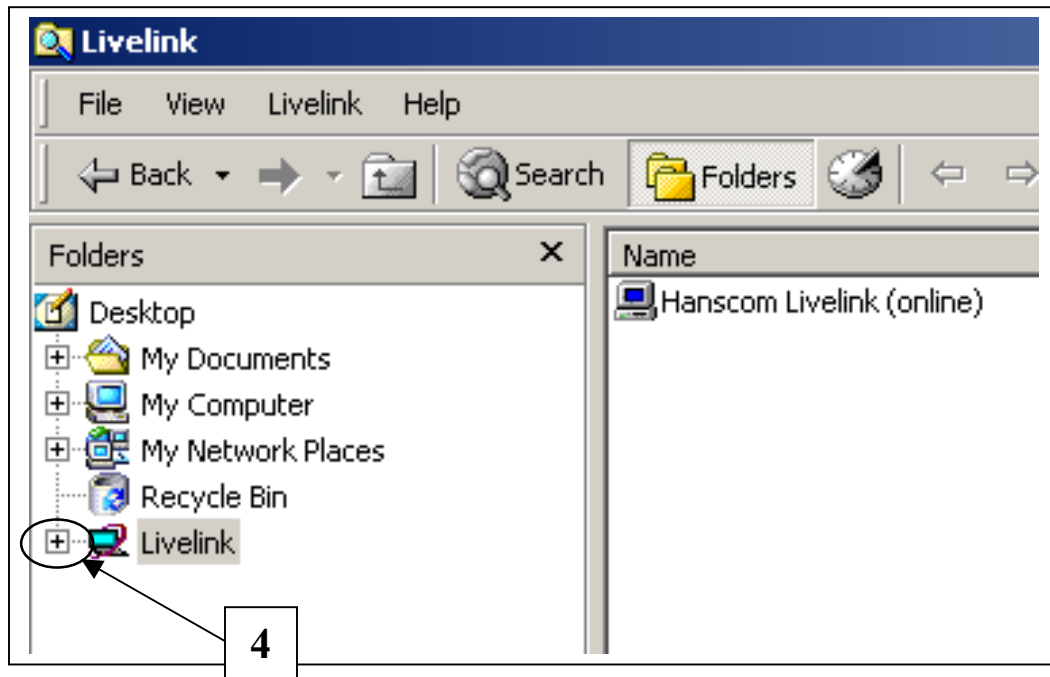 Livelink
File View Livelink Help
Back Search Folders
Folders
Name
Desktop
Hanscom Livelink (online)
My Documents
My Computer
My Network Places
Recycle Bin
Livelink
4